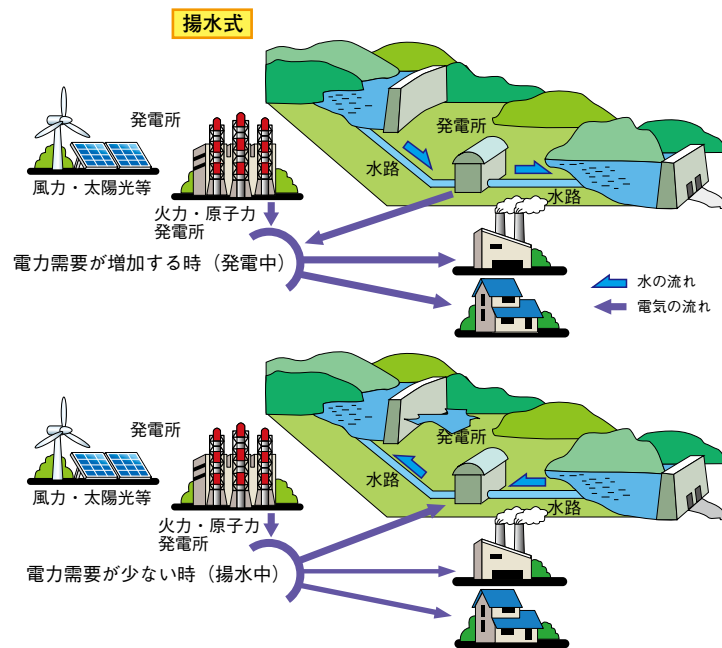 揚水式
発電所
風力・太陽光等
火力・原子力
発電所
発電所
水路
水路
電力需要が増加する時（発電中）
水の流れ
電気の流れ
発電所
風力・太陽光等
火力・原子力
発電所
発電所
水路
水路
電力需要が少ない時（揚水中）